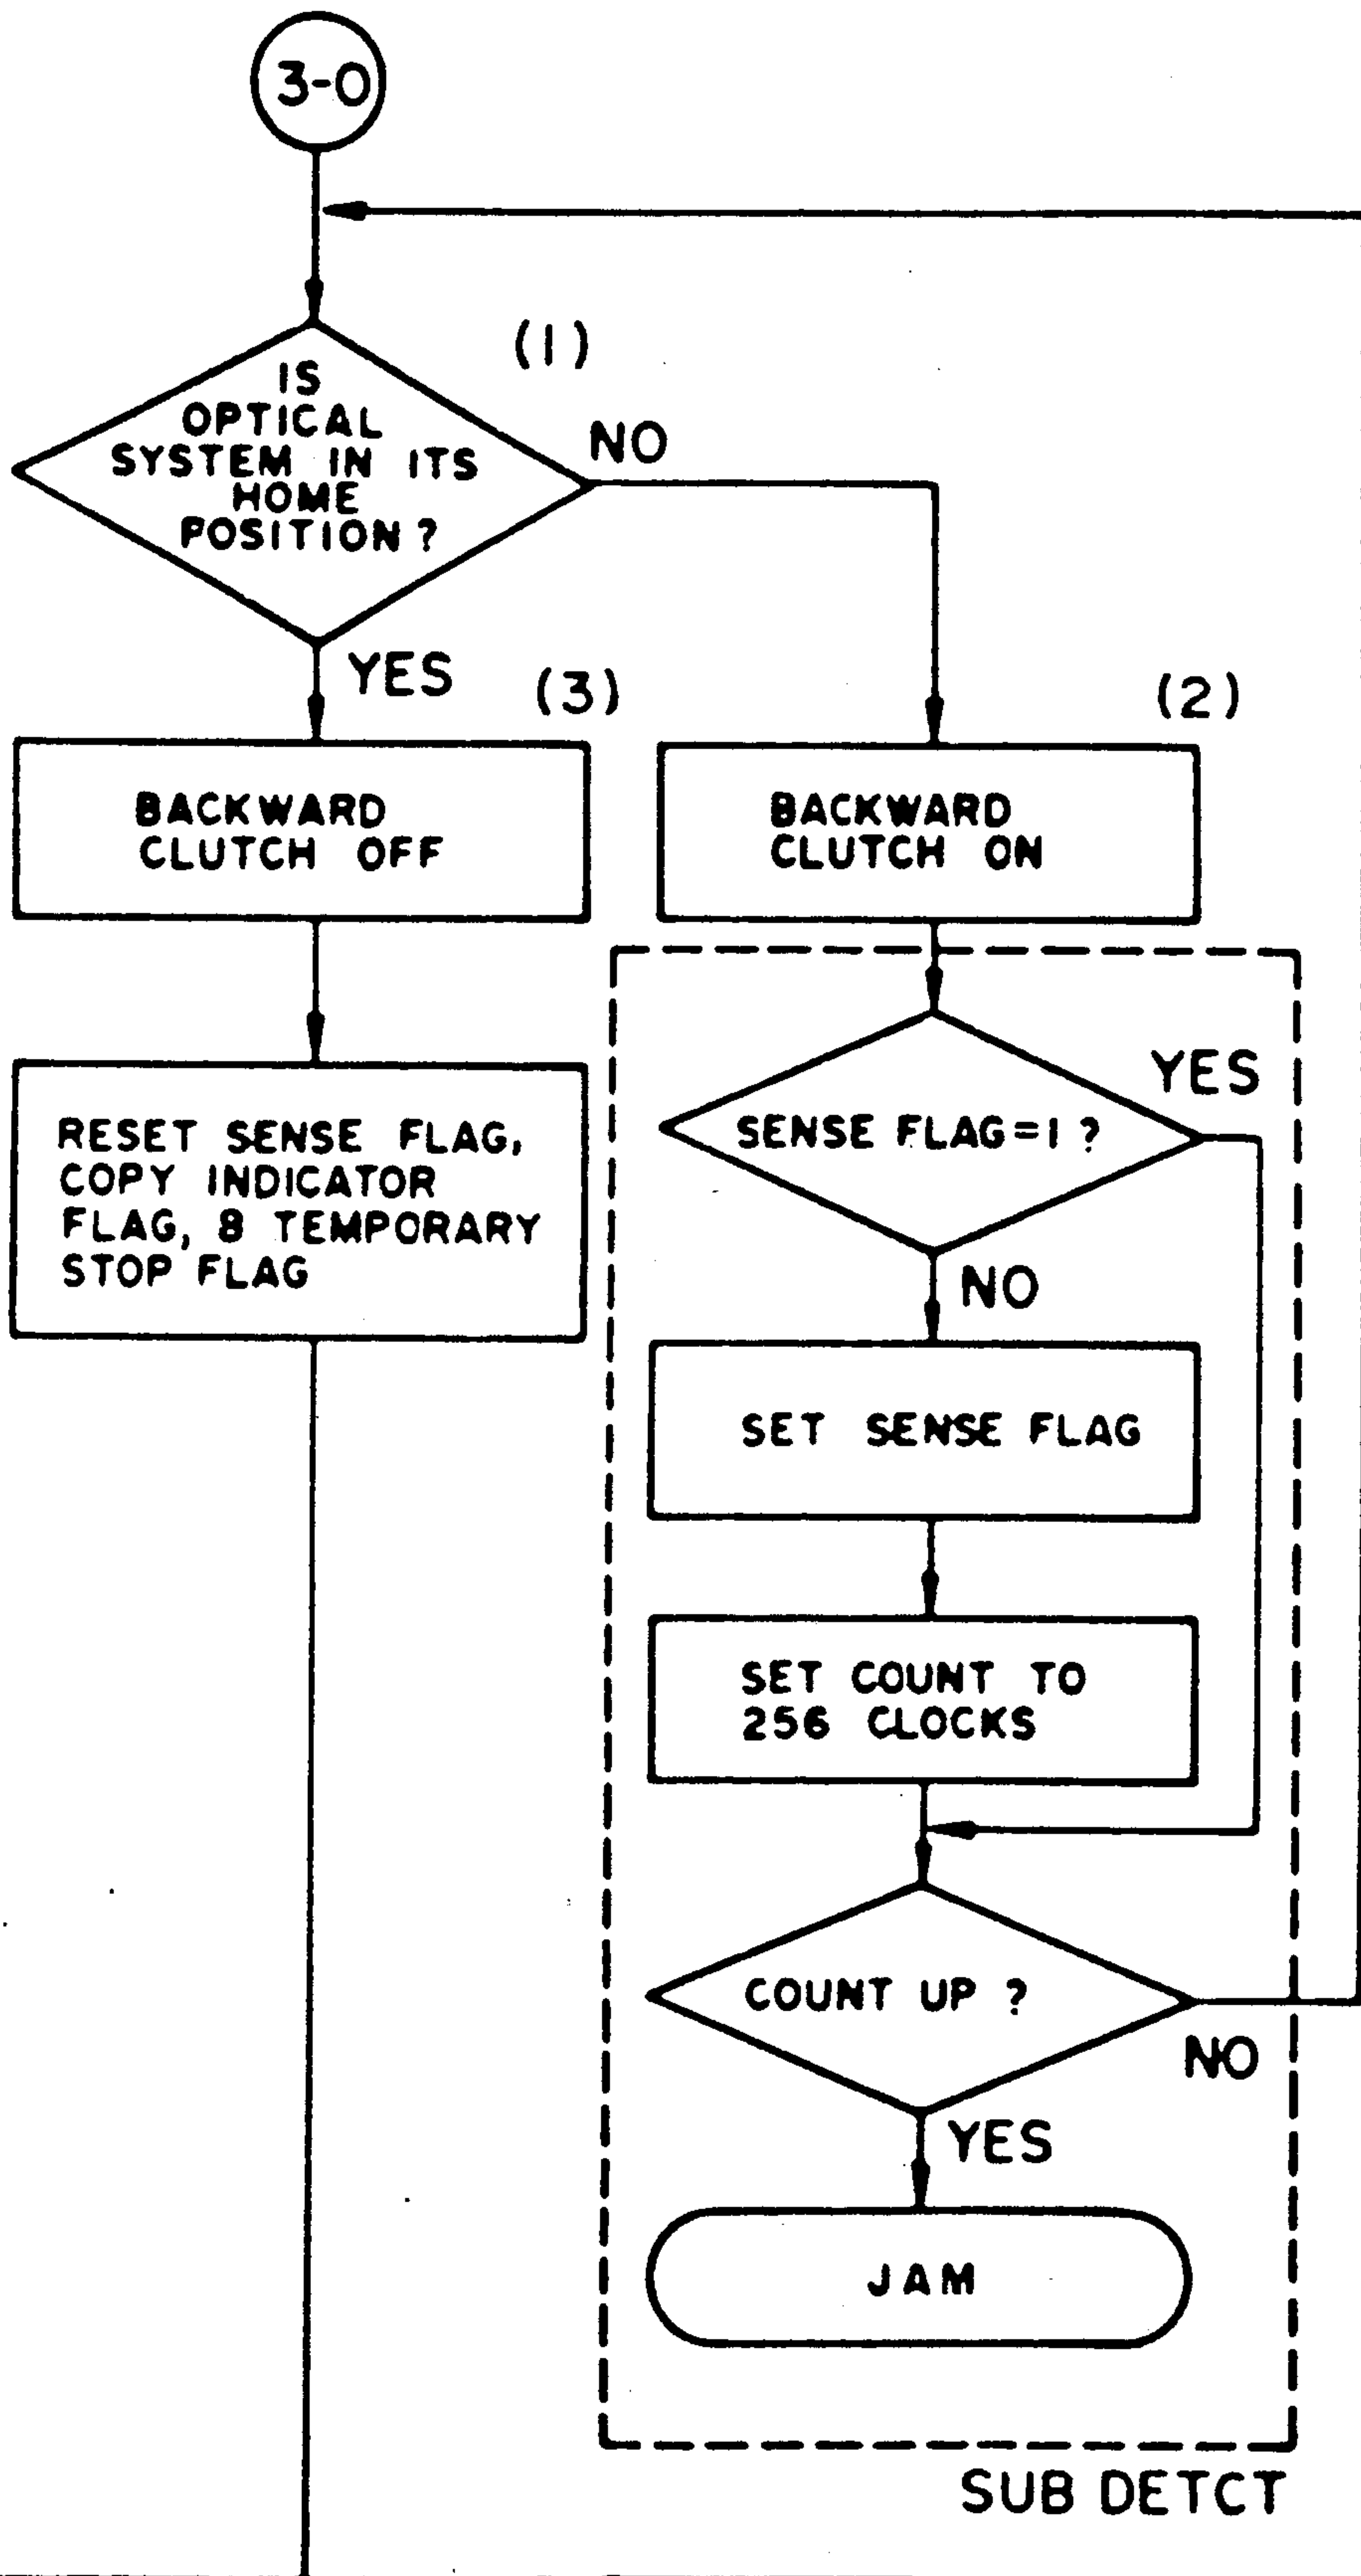 3-0
(1)
IS
OPTICAL
SYSTEM IN ITS
HOME
POSITION ?
NO
YES
(3)
BACKWARD
CLUTCH OFF
RESET SENSE FLAG,
COPY INDICATOR
FLAG, & TEMPORARY
STOP FLAG
(2)
BACKWARD
CLUTCH ON
SENSE FLAG=1 ?
YES
NO
SET SENSE FLAG
SET COUNT TO
256 CLOCKS
COUNT UP ?
NO
YES
JAM
SUB DETCT